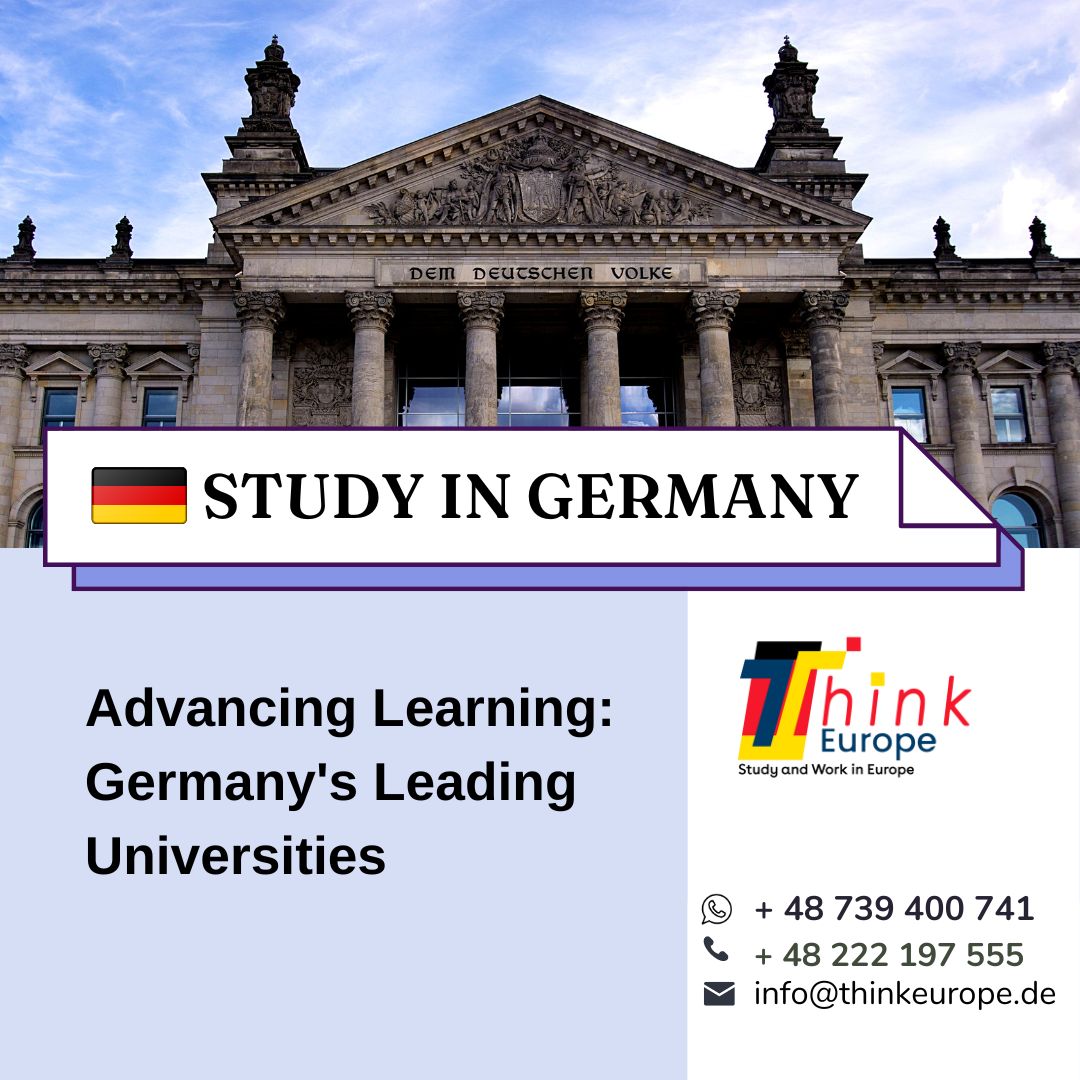 DEM DEUTSCHEN VOLKE
STUDY IN GERMANY
Advancing Learning:
Germany's Leading
Universities
Think
Europe
Study and Work in Europe
+ 48 739 400 741
+ 48 222 197 555
info@thinkeurope.de